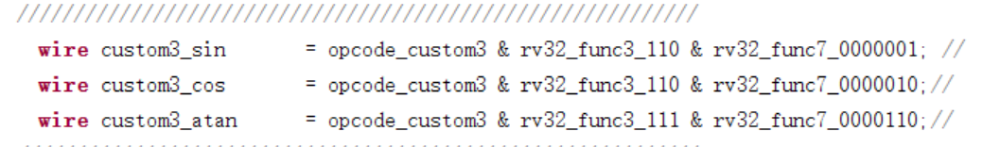 ////////////////////////////////////////////////////////////
wire custom3_sin = opcode_custom3 & rv32_func3_110 & rv32_func7_0000001; //
wire custom3_cos = opcode_custom3 & rv32_func3_110 & rv32_func7_0000010;//
wire custom3_atan = opcode_custom3 & rv32_func3_111 & rv32_func7_0000110;//